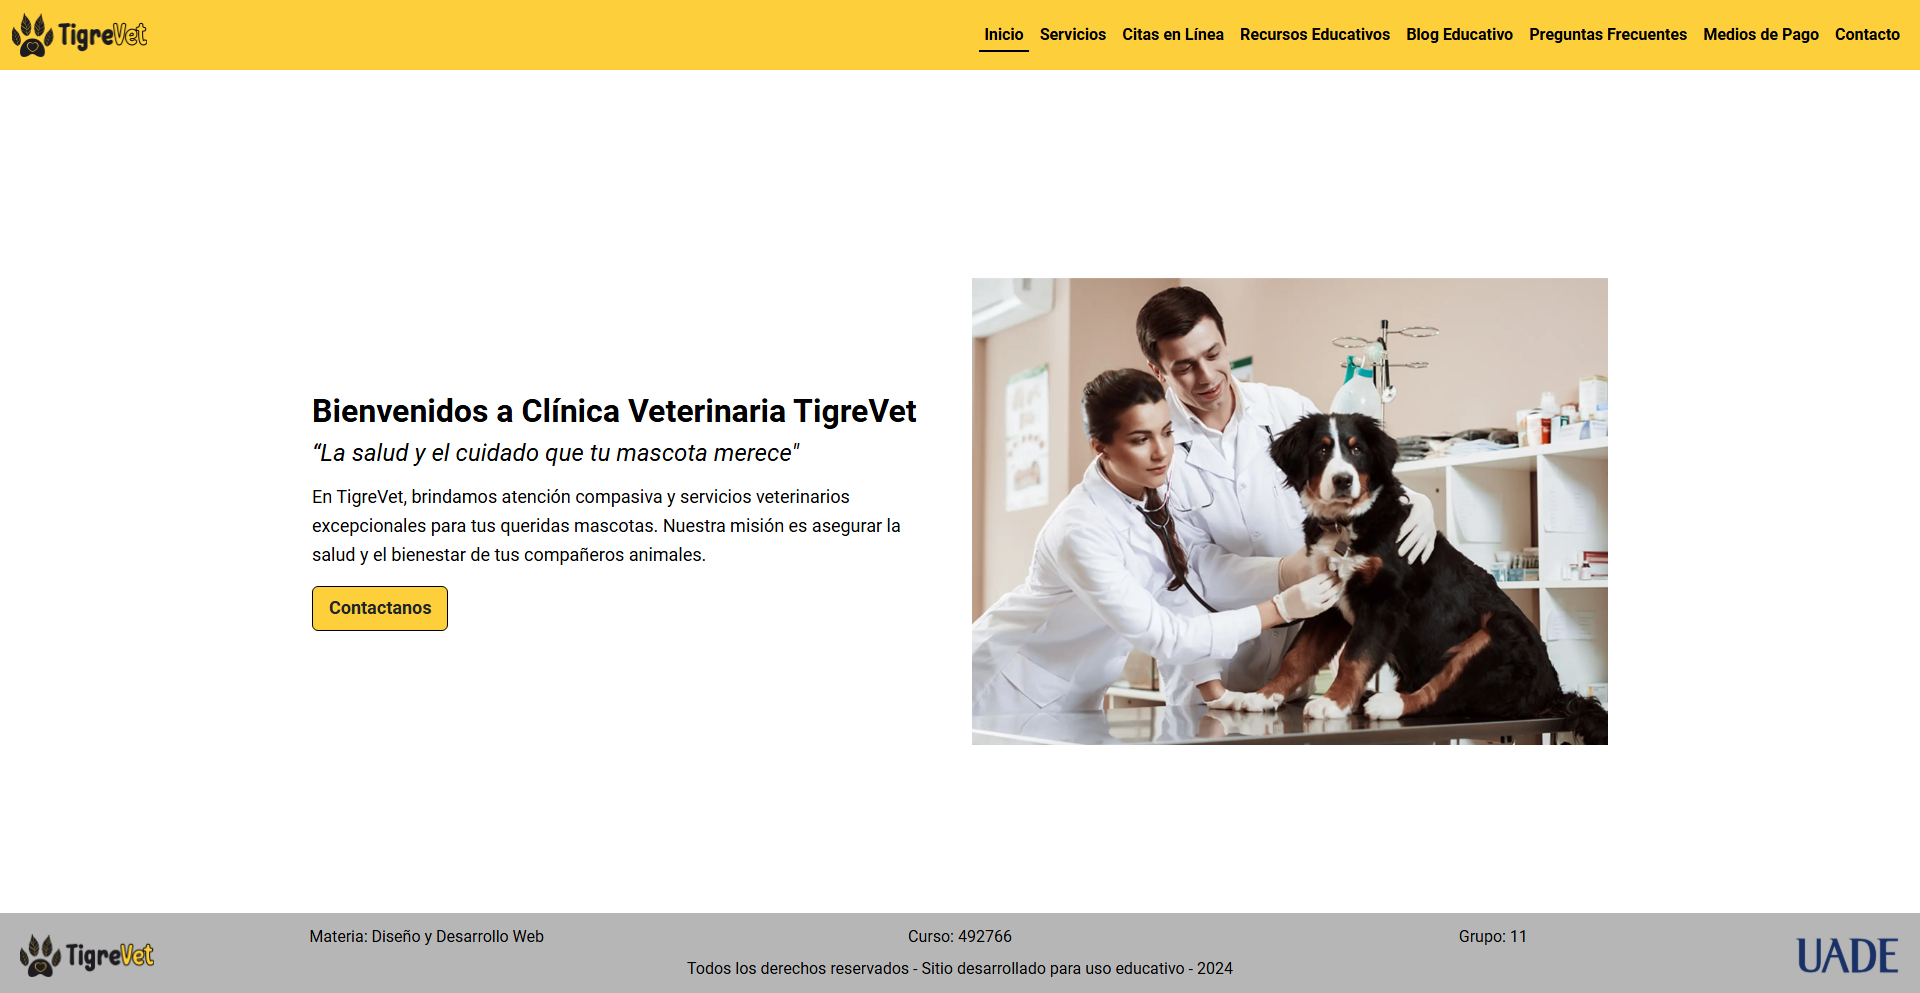 TigreVet
Inicio Servicios Citas en Línea Recursos Educativos Blog Educativo Preguntas Frecuentes Medios de Pago Contacto
Bienvenidos a Clínica Veterinaria TigreVet
“La salud y el cuidado que tu mascota merece"
En TigreVet, brindamos atención compasiva y servicios veterinarios
excepcionales para tus queridas mascotas. Nuestra misión es asegurar la
salud y el bienestar de tus compañeros animales.
Contactanos
TigreVet
Materia: Diseño y Desarrollo Web
Curso: 492766
Grupo: 11
Todos los derechos reservados - Sitio desarrollado para uso educativo - 2024
UADE